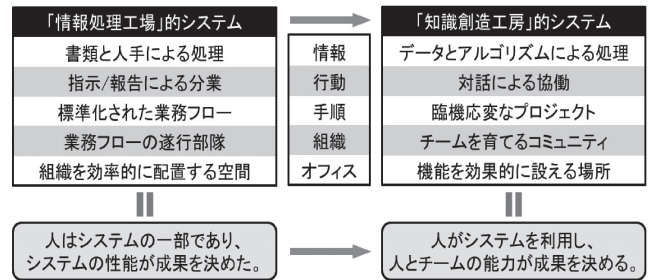 「情報処理工場」的システム
「知識創造工房」的システム
書類と人手による処理
情報
データとアルゴリズムによる処理
指示/報告による分業
行動
対話による協働
標準化された業務フロー
手順
臨機応変なプロジェクト
業務フローの遂行部隊
組織
チームを育てるコミュニティ
組織を効率的に配置する空間
オフィス
機能を効果的に設える場所
人はシステムの一部であり、
システムの性能が成果を決めた。
人がシステムを利用し、
人とチームの能力が成果を決める。